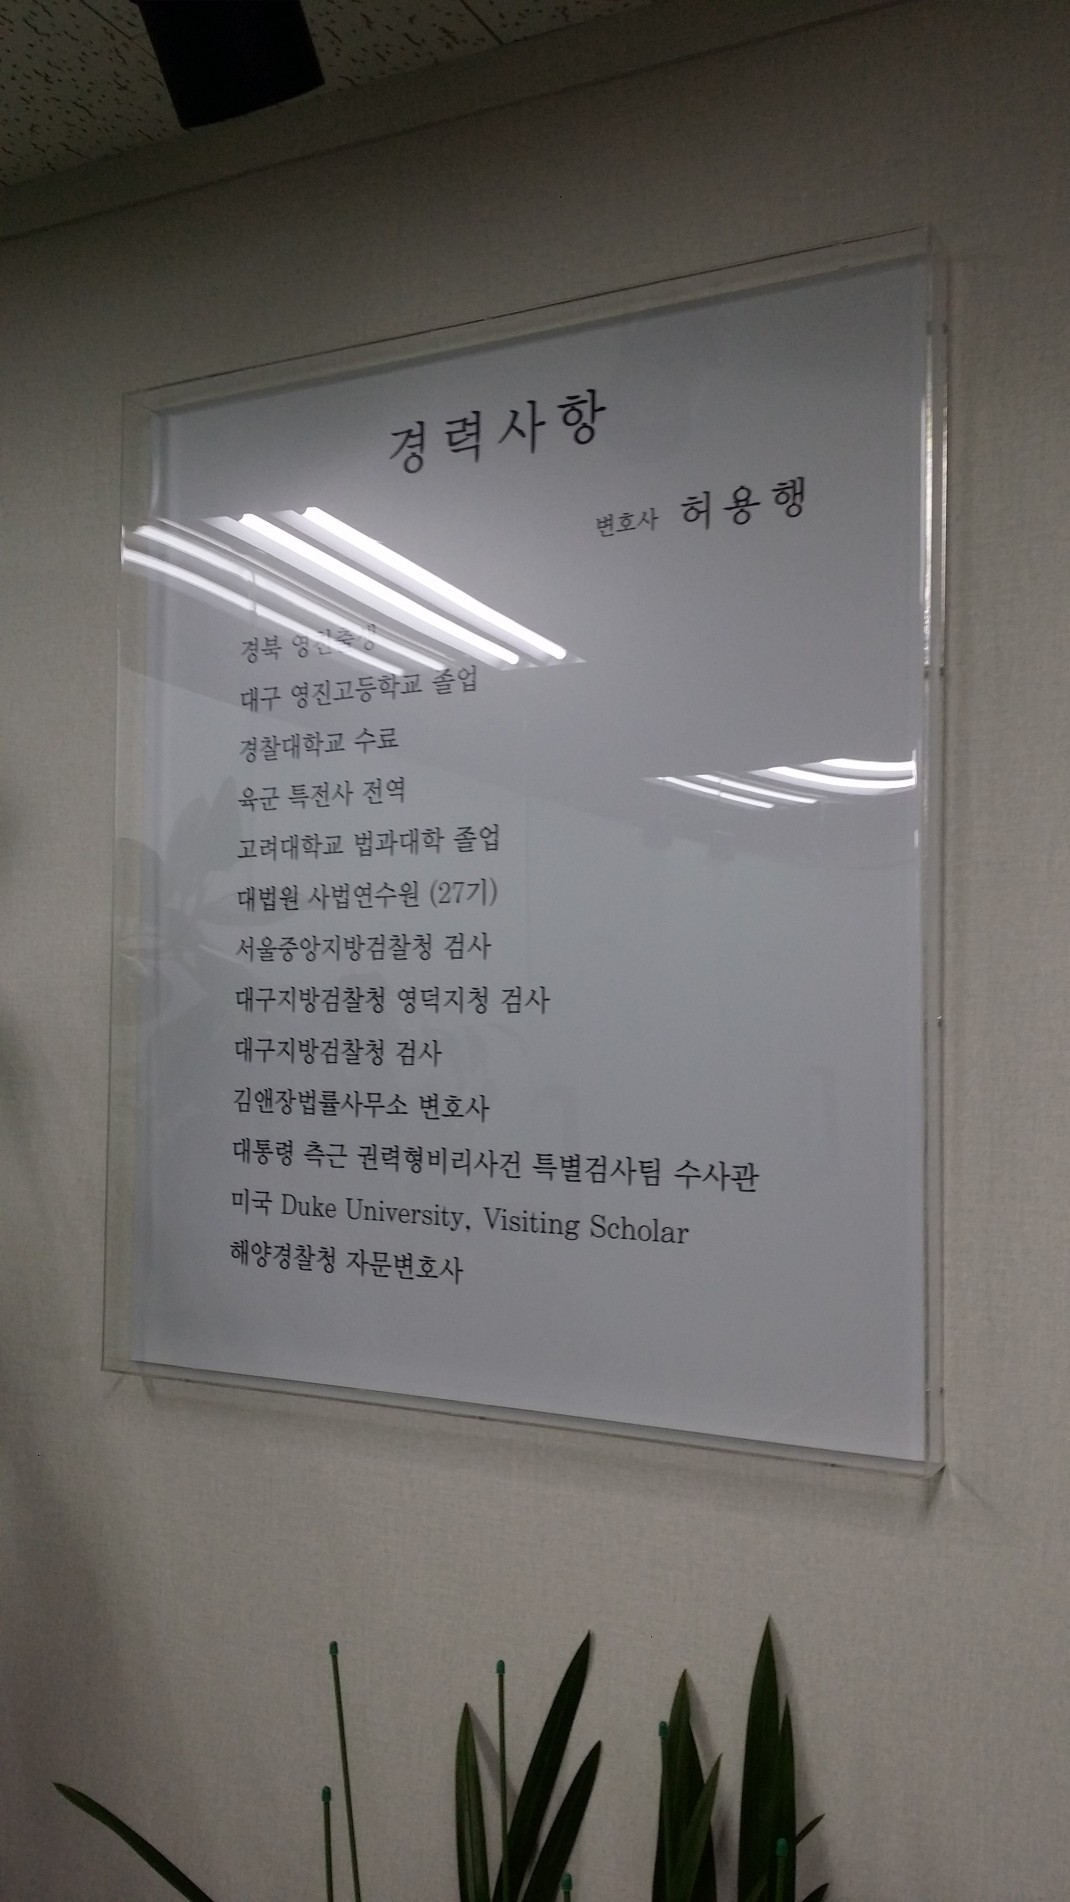 경력사항
변호사 허용행
경북
대구 영진고등학교 졸업
경찰대학교 수료
육군 특전사 전역
고려대학교 법과대학 졸업
대법원 사법연수원 (27기)
서울중앙지방검찰청 검사
대구지방검찰청 영덕지청 검사
대구지방검찰청 검사
김앤장법률사무소 변호사
대통령 측근 권력형비리사건 특별검사팀 수사관
미국 Duke University, Visiting Scholar
해양경찰청 자문변호사